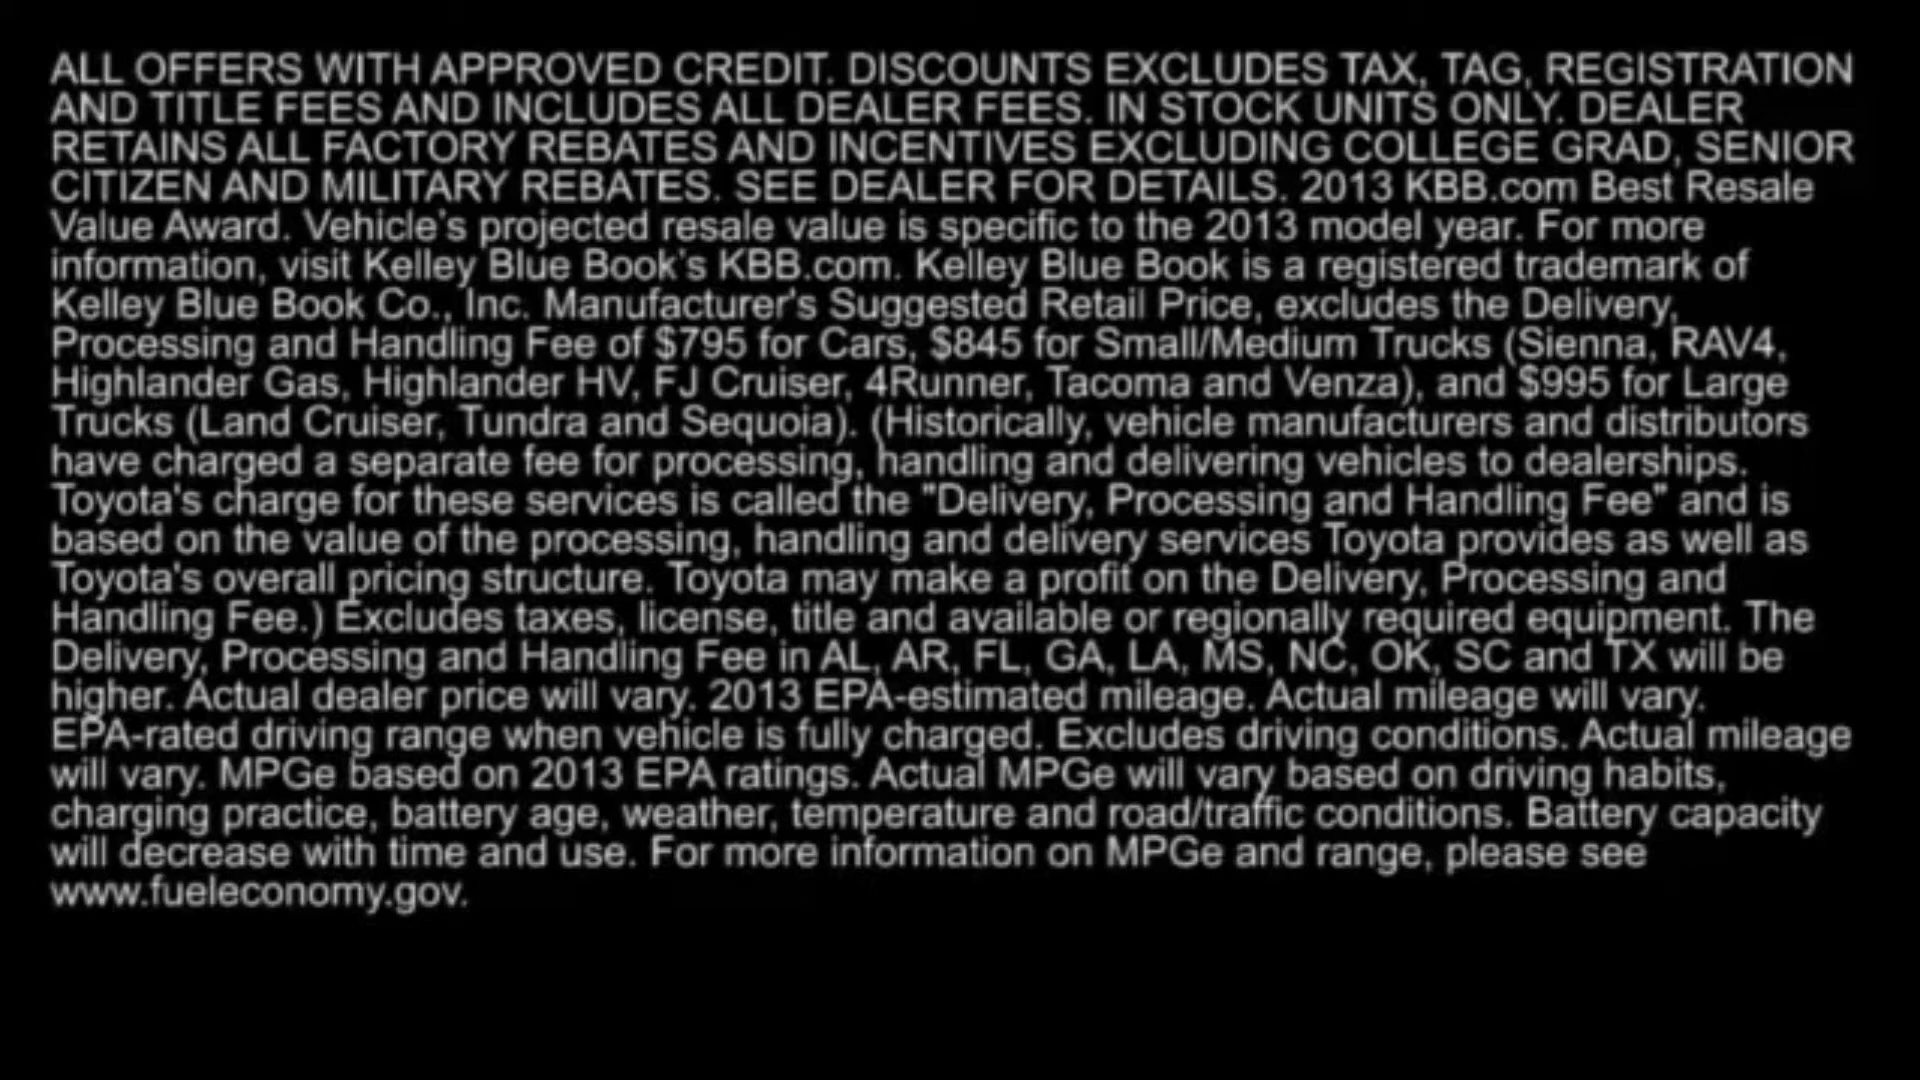 ALL OFFERS WITH APPROVED CREDIT. DISCOUNTS EXCLUDES TAX, TAG, REGISTRATION
AND TITLE FEES AND INCLUDES ALL DEALER FEES. IN STOCK UNITS ONLY. DEALER
RETAINS ALL FACTORY REBATES AND INCENTIVES EXCLUDING COLLEGE GRAD, SENIOR
CITIZEN AND MILITARY REBATES. SEE DEALER FOR DETAILS. 2013 KBB.com Best Resale
Value Award. Vehicle's projected resale value is specific to the 2013 model year. For more
information, visit Kelley Blue Book's KBB.com. Kelley Blue Book is a registered trademark of
Kelley Blue Book Co., Inc. Manufacturer's Suggested Retail Price, excludes the Delivery,
Processing and Handling Fee of $795 for Cars, $845 for Small/Medium Trucks (Sienna, RAV4,
Highlander Gas, Highlander HV, FJ Cruiser, 4Runner, Tacoma and Venza), and $995 for Large
Trucks (Land Cruiser, Tundra and Sequoia). (Historically, vehicle manufacturers and distributors
have charged a separate fee for processing, handling and delivering vehicles to dealerships.
Toyota's charge for these services is called the "Delivery, Processing and Handling Fee" and is
based on the value of the processing, handling and delivery services Toyota provides as well as
Toyota's overall pricing structure. Toyota may make a profit on the Delivery, Processing and
Handling Fee.) Excludes taxes, license, title and available or regionally required equipment. The
Delivery, Processing and Handling Fee in AL, AR, FL, GA, LA, MS, NC, OK, SC and TX will be
higher. Actual dealer price will vary. 2013 EPA-estimated mileage. Actual mileage will vary.
EPA-rated driving range when vehicle is fully charged. Excludes driving conditions. Actual mileage
will vary. MPGe based on 2013 EPA ratings. Actual MPGe will vary based on driving habits,
charging practice, battery age, weather, temperature and road/traffic conditions. Battery capacity
will decrease with time and use. For more information on MPGe and range, please see
www.fueleconomy.gov.